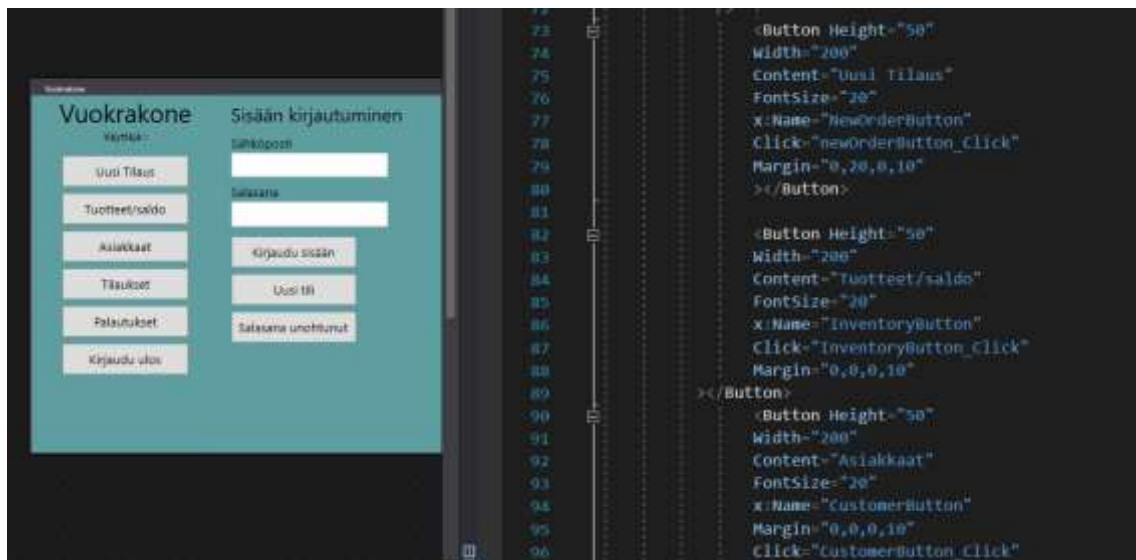 Vuokrakone
Vuokrakone
Sisään kirjautuminen
Sähköposti
Salasana
Uusi Tilaus
Tuotteet/saldo
Asiakkaat
Tilaukset
Palautukset
Kirjaudu ulos
Kirjaudu sisään
Uusi tili
Salasana unohtunut
73 <Button Height="50"
74 Width="200"
75 Content="Uusi Tilaus"
76 FontSize="20"
77 x:Name="NewOrderButton"
78 Click="newOrderButton_Click"
79 Margin="0,20,0,10"
80 ></Button>
81
82 <Button Height="50"
83 Width="200"
84 Content="Tuotteet/saldo"
85 FontSize="20"
86 x:Name="InventoryButton"
87 Click="InventoryButton_Click"
88 Margin="0,0,0,10"
89 ></Button>
90 <Button Height="50"
91 Width="200"
92 Content="Asiakkaat"
93 FontSize="20"
94 x:Name="CustomerButton"
95 Margin="0,0,0,10"
96 Click="CustomerButton_Click"